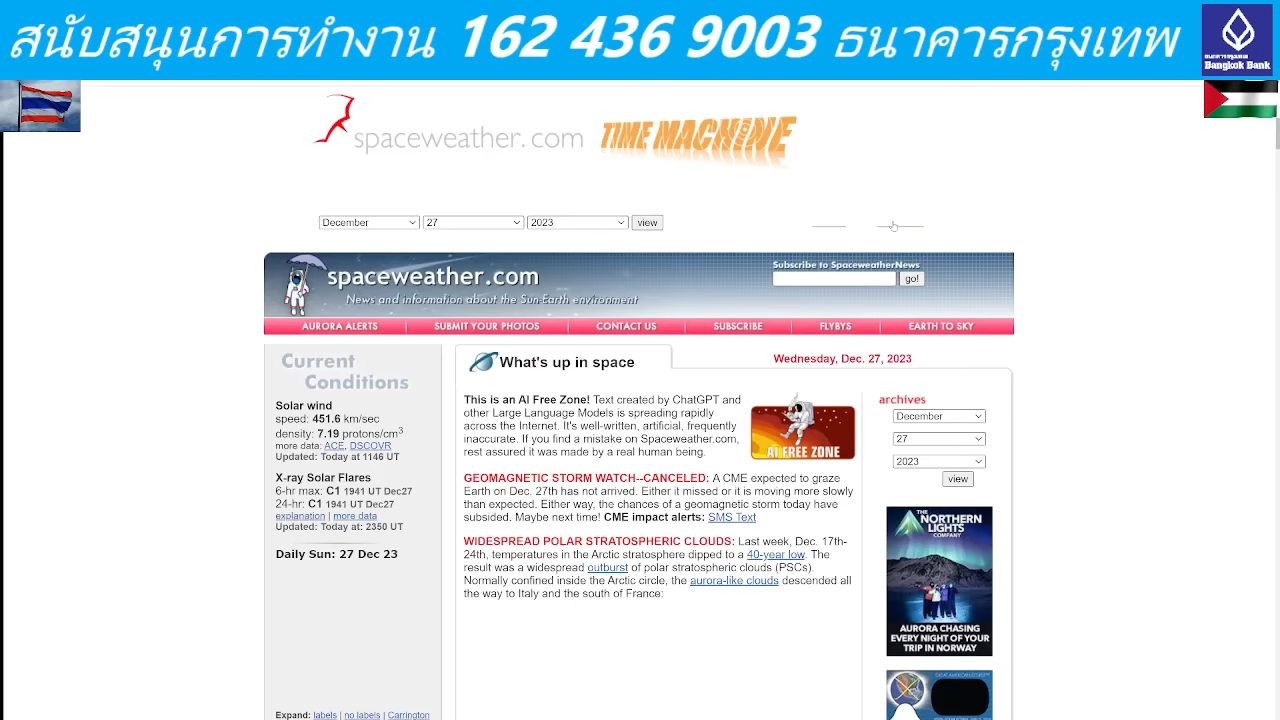 สนับสนุนการทำงาน 162 436 9003 ธนาคารกรุงเทพ
ธนาคารกรุงเทพ
Bangkok Bank
spaceweather.com TIME MACHINE
December 27 2023 view
spaceweather.com
News and information about the Sun-Earth environment
Subscribe to SpaceweatherNews
go!
AURORA ALERTS SUBMIT YOUR PHOTOS CONTACT US SUBSCRIBE FLYBYS EARTH TO SKY
Current
Conditions
Solar wind
speed: 451.6 km/sec
density: 7.19 protons/cm3
more data: ACE, DSCOVR
Updated: Today at 1146 UT
X-ray Solar Flares
6-hr max: C1 1941 UT Dec27
24-hr: C1 1941 UT Dec27
explanation | more data
Updated: Today at: 2350 UT
Daily Sun: 27 Dec 23
Expand: labels | no labels | Carrington
What's up in space
Wednesday, Dec. 27, 2023
This is an AI Free Zone! Text created by ChatGPT and
other Large Language Models is spreading rapidly
across the Internet. It's well-written, artificial, frequently
inaccurate. If you find a mistake on Spaceweather.com,
rest assured it was made by a real human being.
AI FREE ZONE
GEOMAGNETIC STORM WATCH--CANCELED: A CME expected to graze
Earth on Dec. 27th has not arrived. Either it missed or it is moving more slowly
than expected. Either way, the chances of a geomagnetic storm today have
subsided. Maybe next time! CME impact alerts: SMS Text
WIDESPREAD POLAR STRATOSPHERIC CLOUDS: Last week, Dec. 17th-
24th, temperatures in the Arctic stratosphere dipped to a 40-year low. The
result was a widespread outburst of polar stratospheric clouds (PSCs).
Normally confined inside the Arctic circle, the aurora-like clouds descended all
the way to Italy and the south of France:
archives
December
27
2023
view
THE
NORTHERN
LIGHTS
COMPANY
AURORA CHASING
EVERY NIGHT OF YOUR
TRIP IN NORWAY